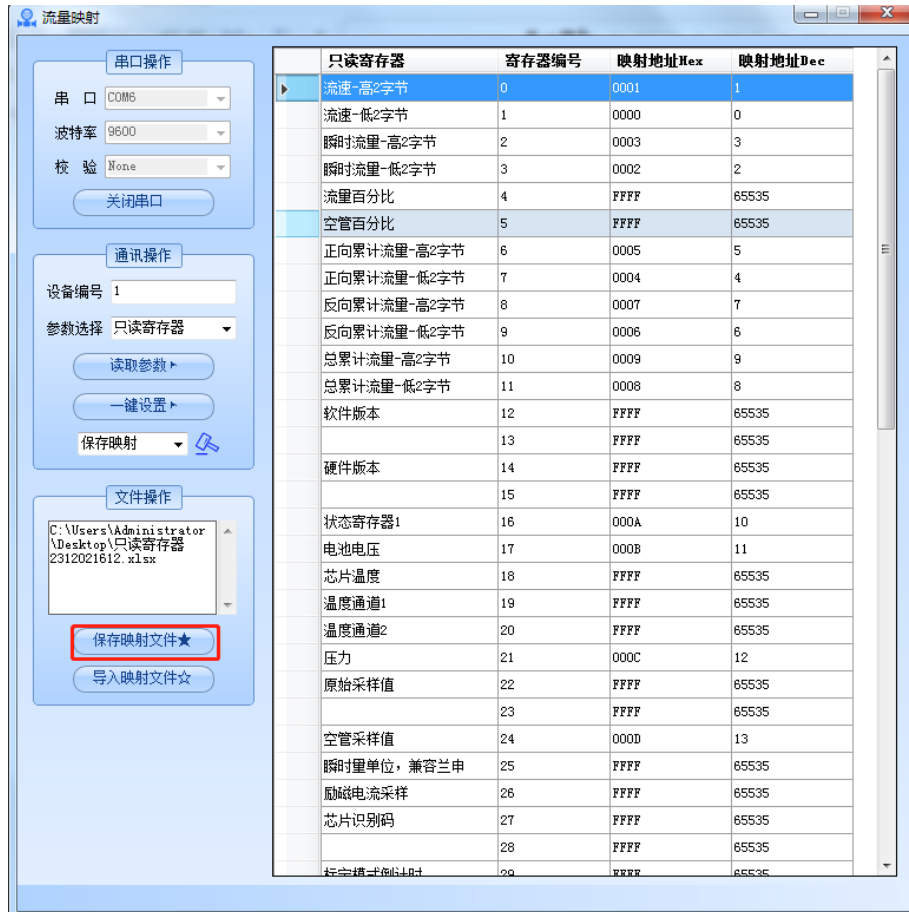 流量映射
串口操作
串 口 COM6
波特率 9600
校 验 None
关闭串口
通讯操作
设备编号 1
参数选择 只读寄存器
读取参数
一键设置
保存映射
文件操作
C:\Users\Administrator
\Desktop\只读寄存器
2312021612.xlsx
保存映射文件★
导入映射文件☆
只读寄存器 寄存器编号 映射地址Hex 映射地址Dec
流速-高2字节 0 0001 1
流速-低2字节 1 0000 0
瞬时流量-高2字节 2 0003 3
瞬时流量-低2字节 3 0002 2
流量百分比 4 FFFF 65535
空管百分比 5 FFFF 65535
正向累计流量-高2字节 6 0005 5
正向累计流量-低2字节 7 0004 4
反向累计流量-高2字节 8 0007 7
反向累计流量-低2字节 9 0006 6
总累计流量-高2字节 10 0009 9
总累计流量-低2字节 11 0008 8
软件版本 12 FFFF 65535
13 FFFF 65535
硬件版本 14 FFFF 65535
15 FFFF 65535
状态寄存器1 16 000A 10
电池电压 17 000B 11
芯片温度 18 FFFF 65535
温度通道1 19 FFFF 65535
温度通道2 20 FFFF 65535
压力 21 000C 12
原始采样值 22 FFFF 65535
23 FFFF 65535
空管采样值 24 000D 13
瞬时量单位，兼容兰申 25 FFFF 65535
励磁电流采样 26 FFFF 65535
芯片识别码 27 FFFF 65535
28 FFFF 65535
标定模式倒计时 29 FFFF 65535